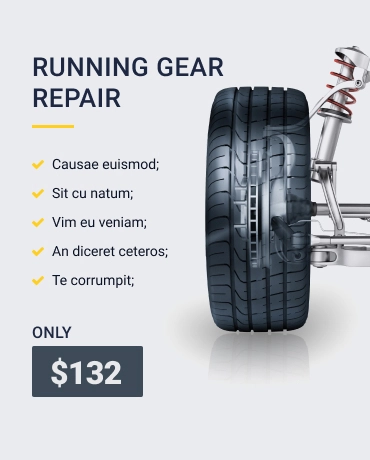 RUNNING GEAR
REPAIR
Causae euismod;
Sit cu natum;
Vim eu veniam;
An diceret ceteros;
Te corrumpit;
ONLY
$132